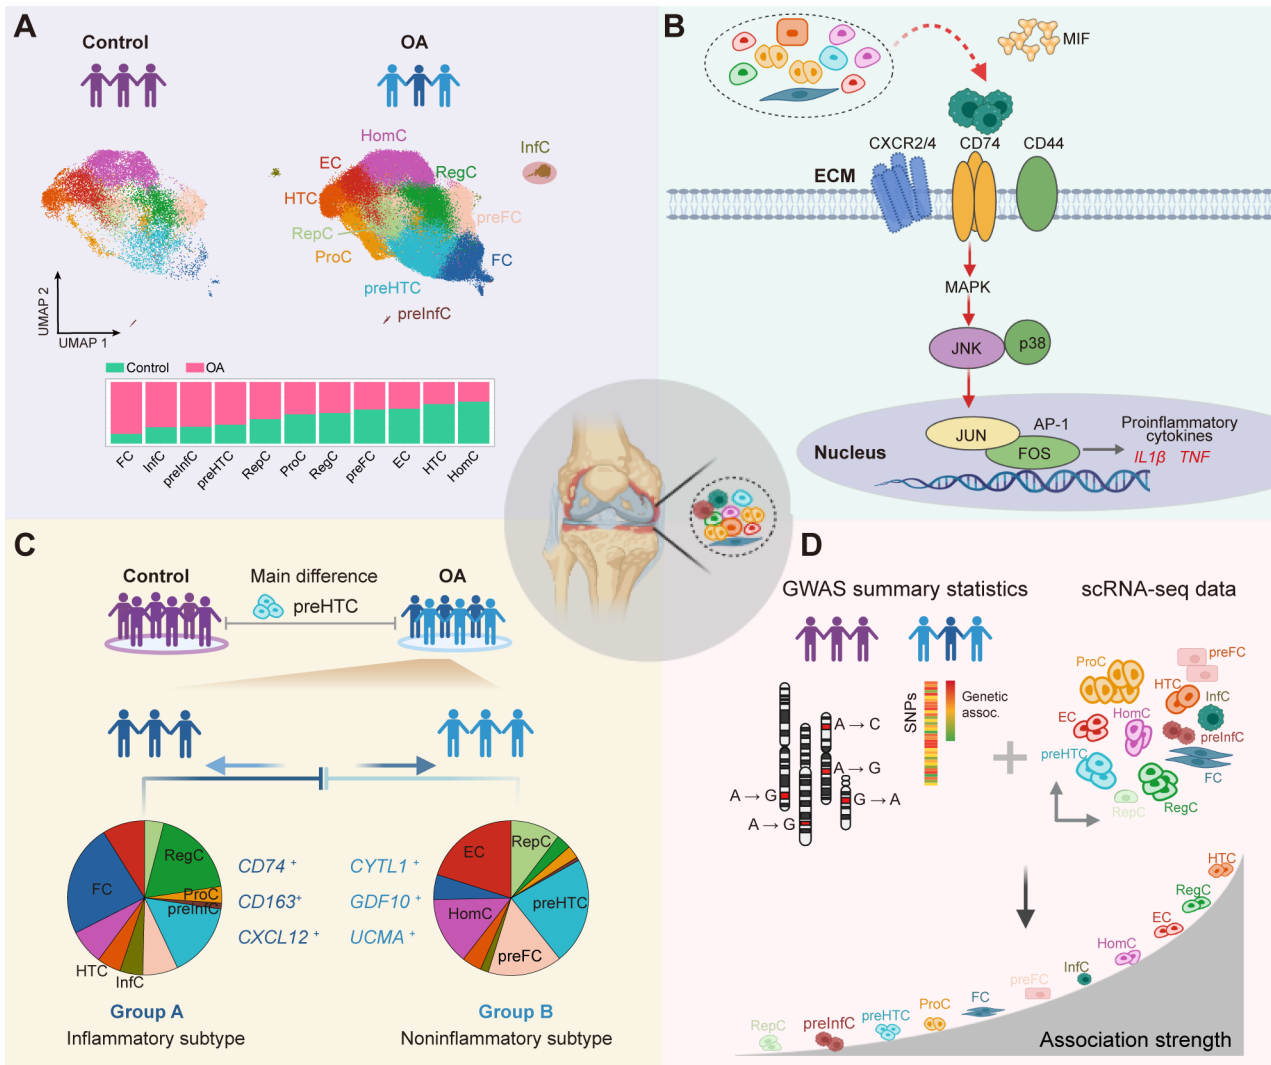 A
Control
OA
HomC
EC
InfC
RegC
HTC
preFC
RepC
ProC
FC
preHTC
preInfC
UMAP 2
UMAP 1
Control
OA
FC
InfC
preInfC
preHTC
RepC
ProC
RegC
preFC
EC
HTC
HomC
B
MIF
CXCR2/4
CD74
CD44
ECM
MAPK
JNK
p38
Nucleus
JUN
AP-1
FOS
Proinflammatory
cytokines
IL1β TNF
C
Control
Main difference
preHTC
OA
RegC
ProC
preInfC
FC
HTC
InfC
CD74 +
CD163+
CXCL12 +
CYTL1 +
GDF10 +
UCMA +
EC
RepC
preHTC
HomC
preFC
Group A
Inflammatory subtype
Group B
Noninflammatory subtype
D
GWAS summary statistics
scRNA-seq data
SNPs
Genetic
assoc.
A → C
A → G
A → G
G → A
A → G
ProC
preFC
HTC
InfC
EC
HomC
preInfC
preHTC
FC
RepC
RegC
HTC
RegC
EC
HomC
InfC
preFC
FC
ProC
preHTC
preInfC
RepC
Association strength